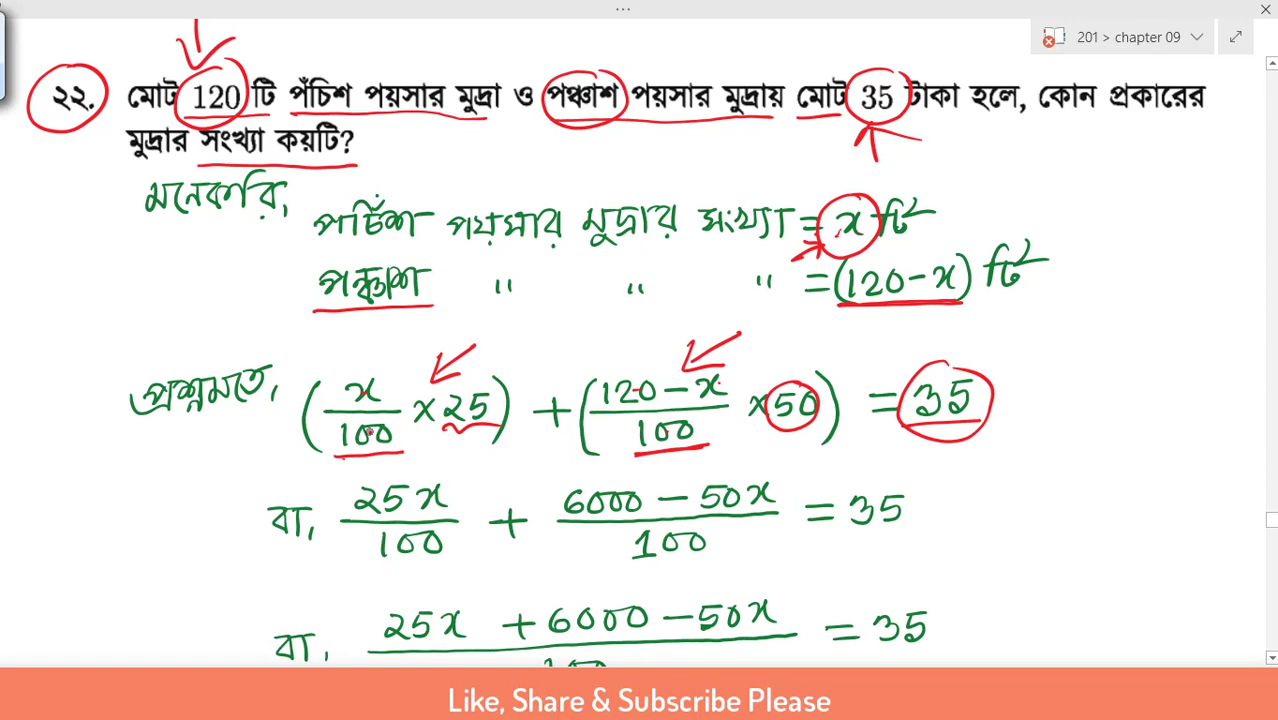 201 > chapter 09
২২. মোট 120 টি পঁচিশ পয়সার মুদ্রা ও পঞ্চাশ পয়সার মুদ্রায় মোট 35 টাকা হলে, কোন প্রকারের
মুদ্রার সংখ্যা কয়টি?
মনেকরি,
পচিঁশ পয়সার মুদ্রার সংখ্যা = x টি
পঞ্চাশ " " " = (120 - x) টি
প্রশ্নমতে, (x/100 × 25) + (120 - x/100 × 50) = 35
বা, 25x/100 + 6000 - 50x/100 = 35
বা, 25x + 6000 - 50x = 35
Like, Share & Subscribe Please